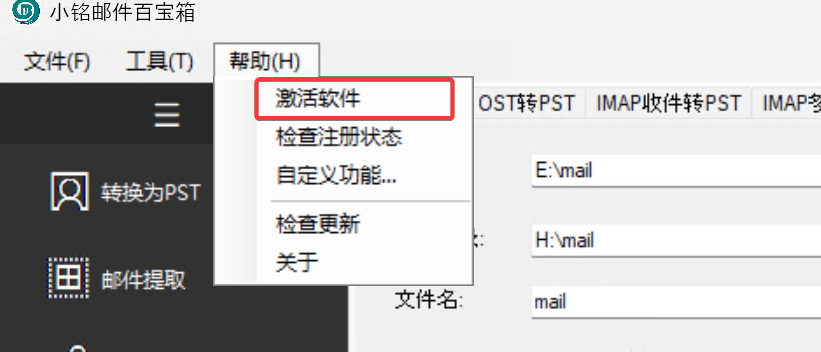 小铭邮件百宝箱
文件(F) 工具(T) 帮助(H)
激活软件
OST转PST IMAP收件转PST IMAP
检查注册状态
自定义功能...
E:\mail
转换为PST
检查更新
H:\mail
关于
邮件提取
文件名: mail